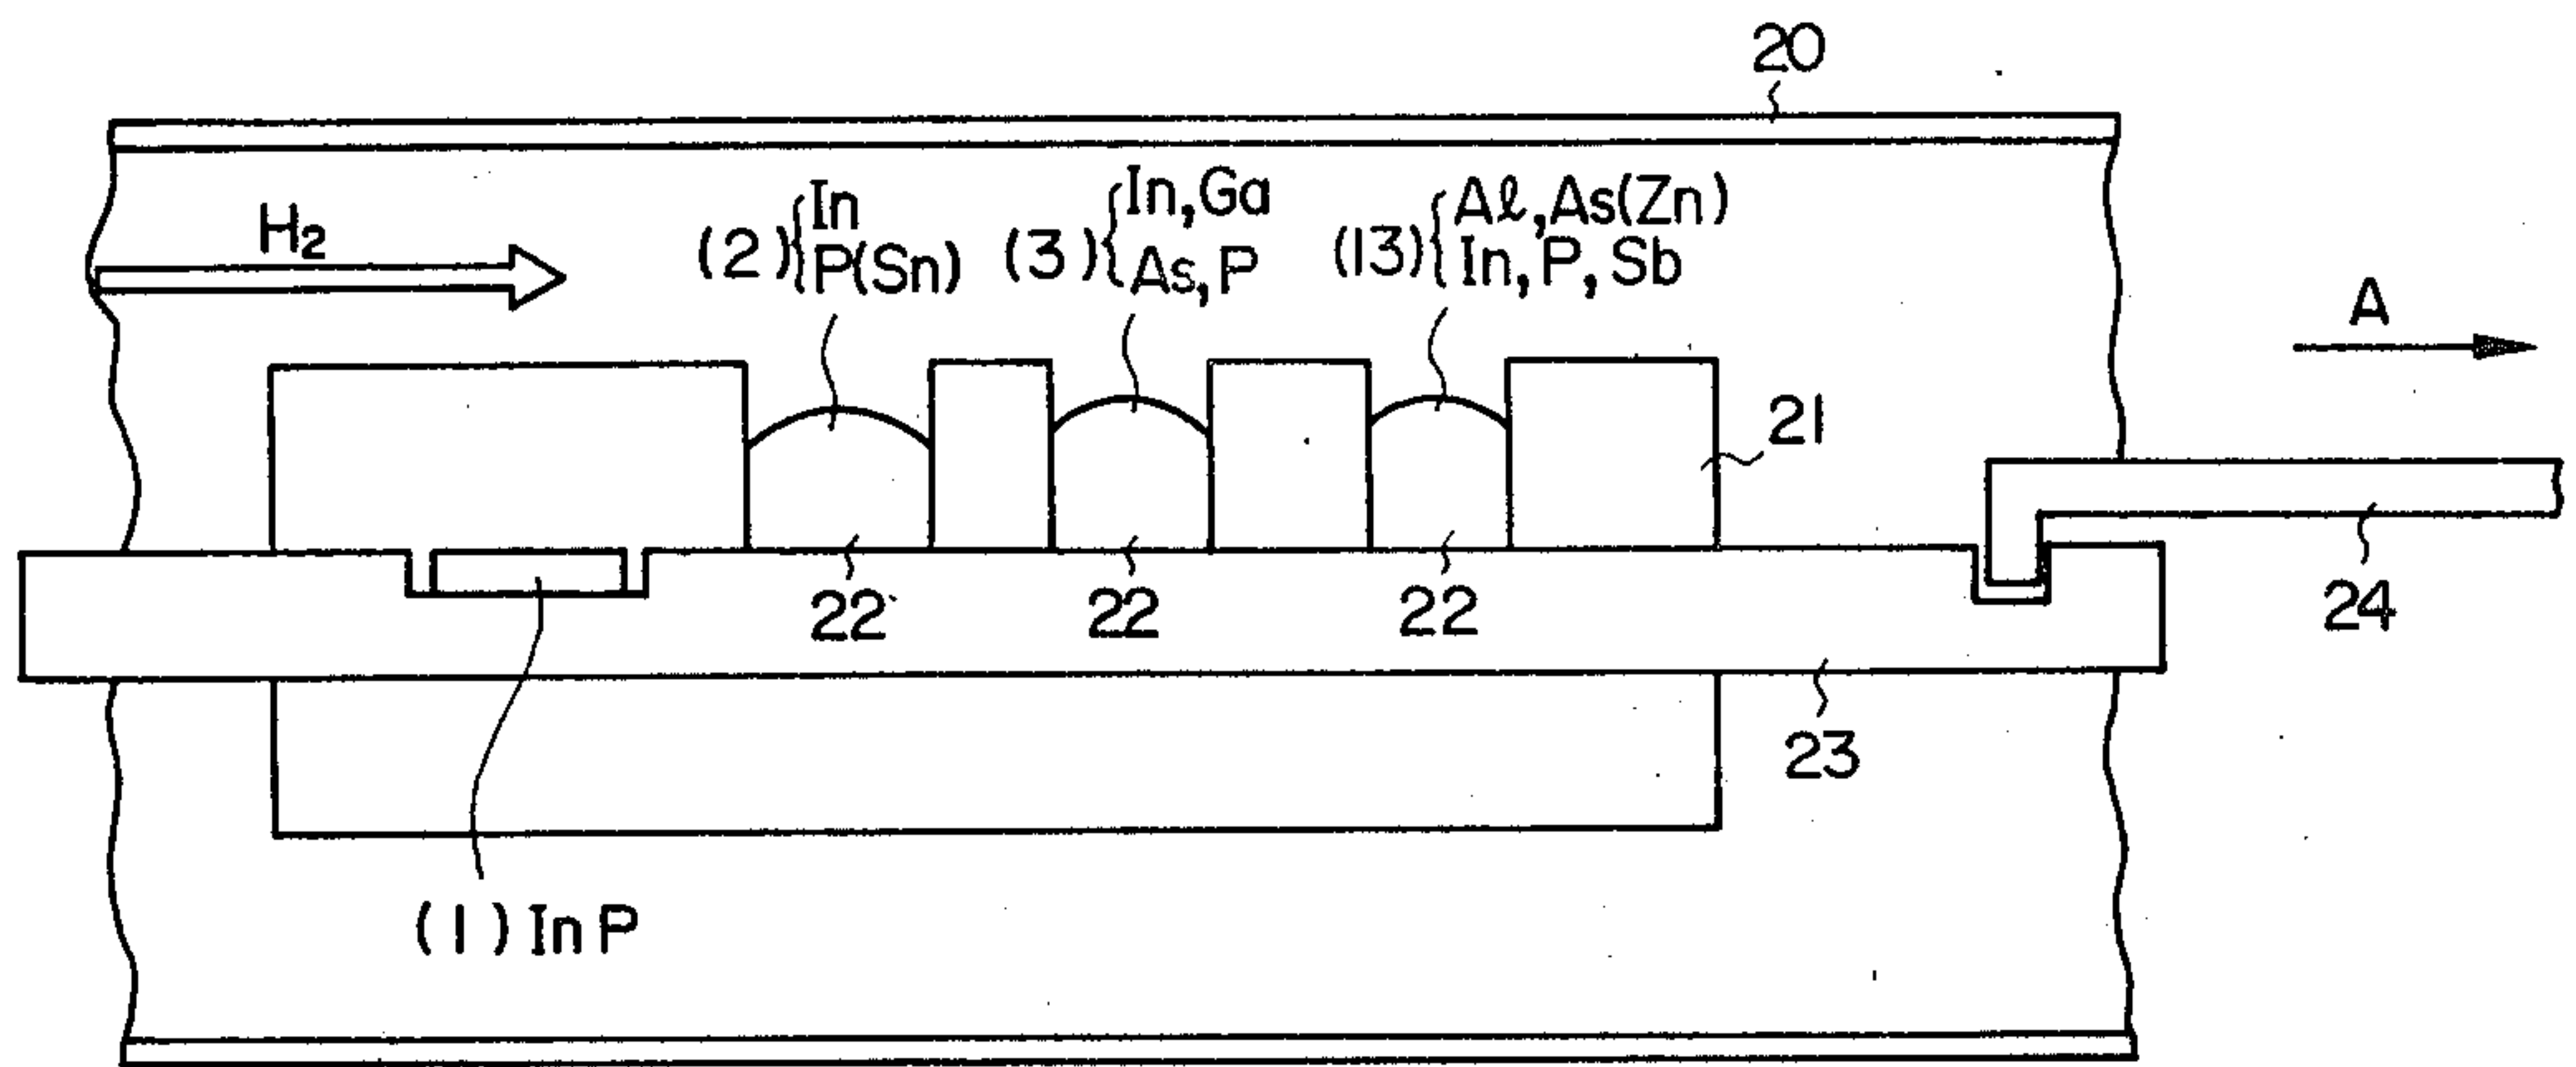 20
H2
(2) { In
P(Sn)
(3) { In, Ga
As, P
(13) { Aℓ, As(Zn)
In, P, Sb
A
21
22
22
22
24
23
(1) InP